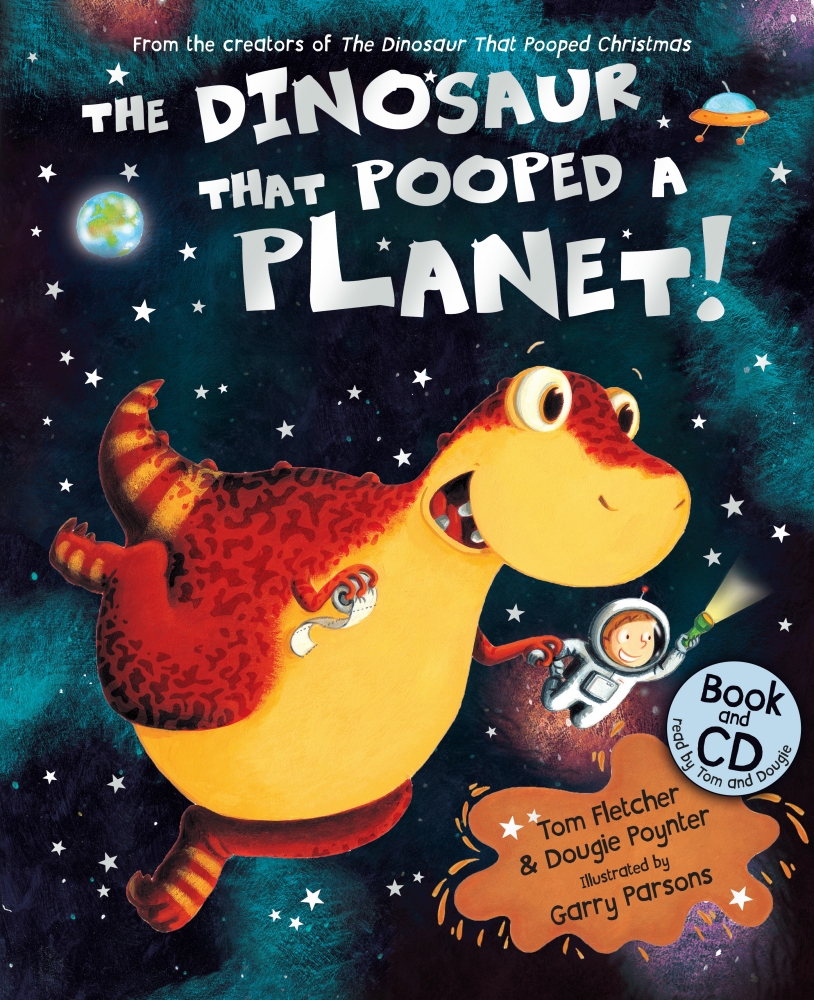 From the creators of The Dinosaur That Pooped Christmas
THE DINOSAUR
THAT POOPED A
PLANET!
Book
and
CD
read by Tom and Dougie
Tom Fletcher
& Dougie Poynter
Illustrated by
Garry Parsons